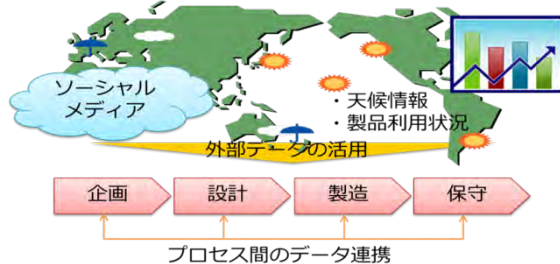 ソーシャル
メディア
・天候情報
・製品利用状況
外部データの活用
企画
設計
製造
保守
プロセス間のデータ連携